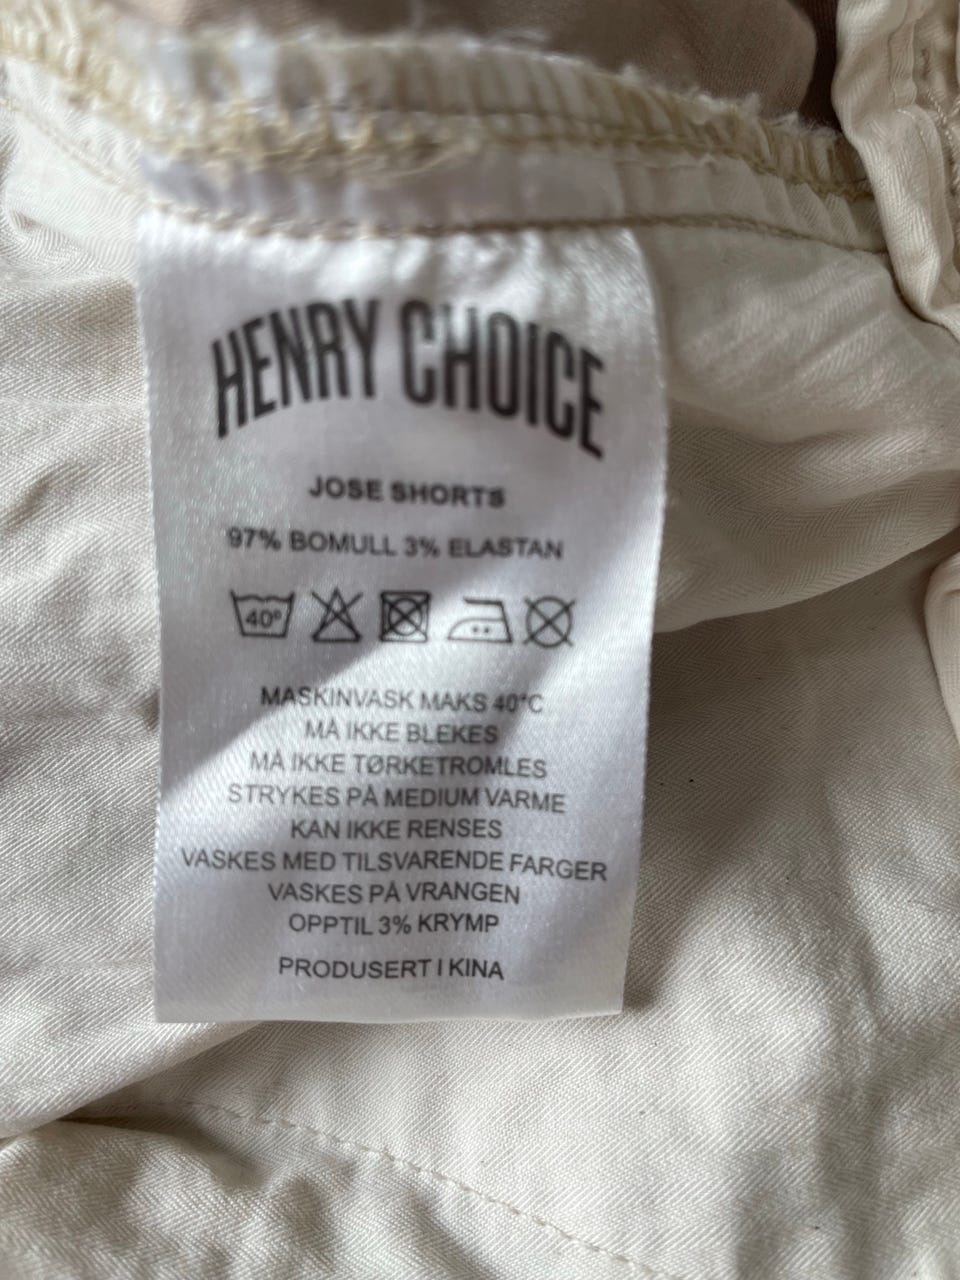 HENRY CHOICE
JOSE SHORTS
97% BOMULL 3% ELASTAN
40°
MASKINVASK MAKS 40°C
MÅ IKKE BLEKES
MÅ IKKE TØRKETROMLES
STRYKES PÅ MEDIUM VARME
KAN IKKE RENSES
VASKES MED TILSVARENDE FARGER
VASKES PÅ VRANGEN
OPPTIL 3% KRYMP
PRODUSERT I KINA